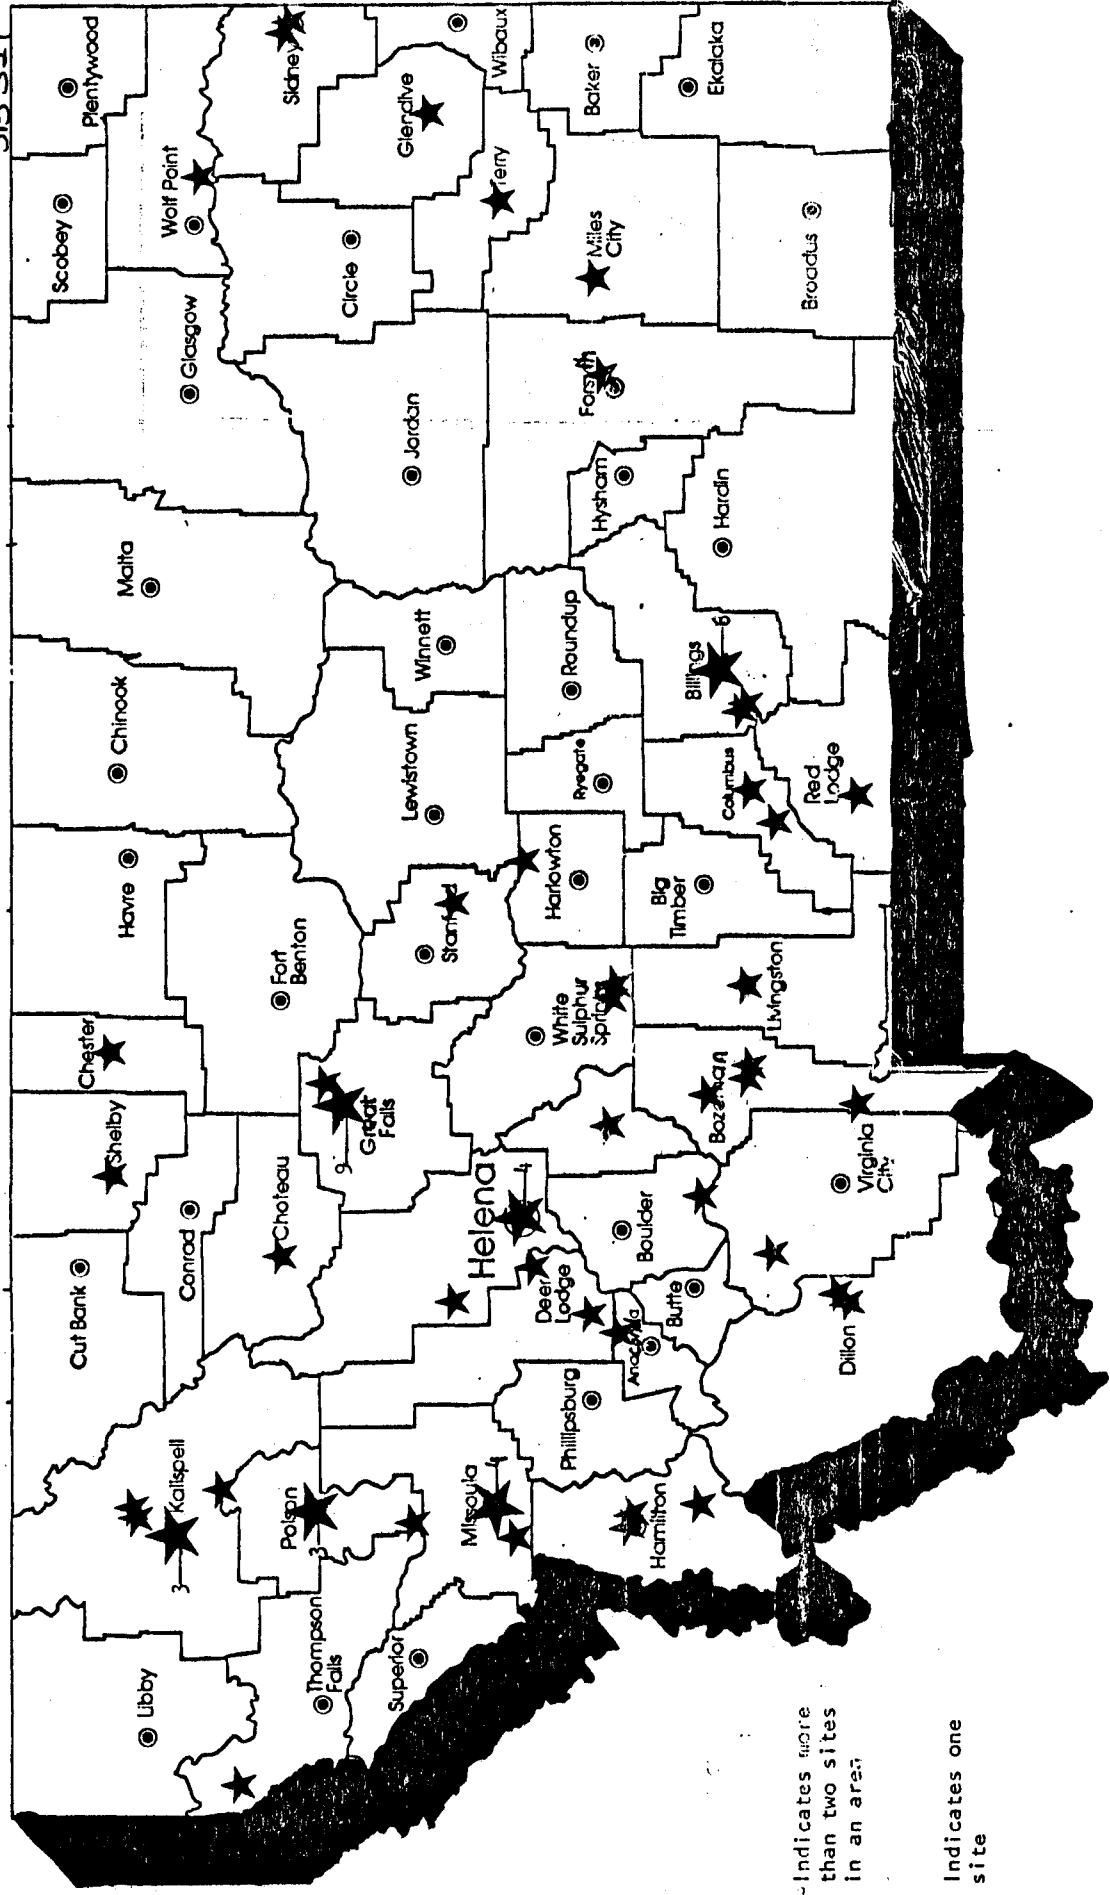 Plentywood
Scobey
Wolf Point
Sidney
Glendive
Wibaux
Baker
Ekalaka
Terry
Miles
City
Broadus
Circle
Glasgow
Jordan
Forsyth
Hysham
Hardin
Malta
Winnett
Roundup
Billings
6
Chinook
Lewistown
Ryegate
Columbus
Red
Lodge
Havre
Fort
Benton
Stanford
Harlowton
Big
Timber
Chester
Shelby
Great
Falls
9
White
Sulphur
Springs
Livingston
Bozeman
Virginia
City
Cut Bank
Conrad
Choteau
Helena
4
Boulder
Deer
Lodge
Anaconda
Butte
Dillon
Kalispell
3
Polson
3
Missoula
4
Phillipsburg
Hamilton
Libby
Thompson
Falls
Superior
Indicates more
than two sites
in an area
Indicates one
site